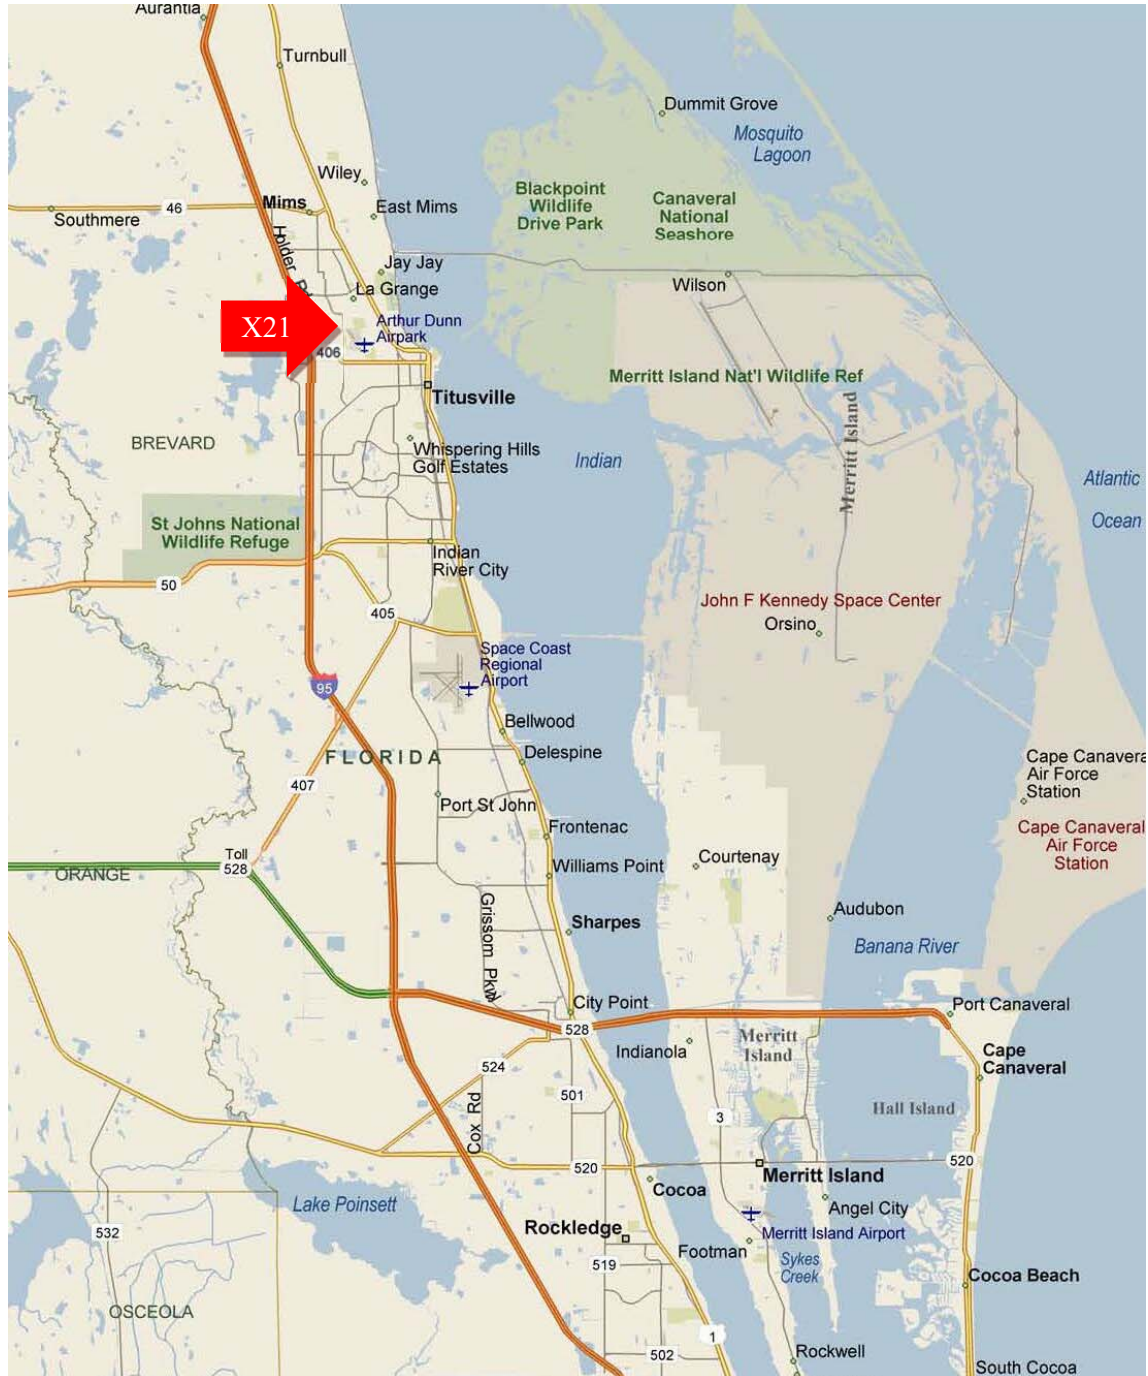 Aurantia
Turnbull
Dummit Grove
Mosquito
Lagoon
Wiley
Blackpoint
Wildlife
Drive Park
Canaveral
National
Seashore
46
Mims
East Mims
Southmere
Holder
Jay Jay
Wilson
La Grange
X21
Arthur Dunn
Airpark
406
Merritt Island Nat'l Wildlife Ref
Titusville
Merritt Island
BREVARD
Whispering Hills
Golf Estates
Indian
Atlantic
Ocean
St Johns National
Wildlife Refuge
Indian
River City
50
405
John F Kennedy Space Center
Orsino
Space Coast
Regional
Airport
95
Bellwood
FLORIDA
Delespine
Cape Canavera
Air Force
Station
407
Port St John
Frontenac
Cape Canaveral
Air Force
Station
Toll
528
ORANGE
Williams Point
Courtenay
Grissom Pkwy
Sharpes
Audubon
Banana River
City Point
Port Canaveral
528
Merritt
Island
Indianola
Cape
Canaveral
524
501
Cox Rd
3
Hall Island
520
520
Merritt Island
Cocoa
Lake Poinsett
Angel City
532
Rockledge
Merritt Island Airport
Footman
519
Sykes
Creek
Cocoa Beach
OSCEOLA
1
502
Rockwell
South Cocoa